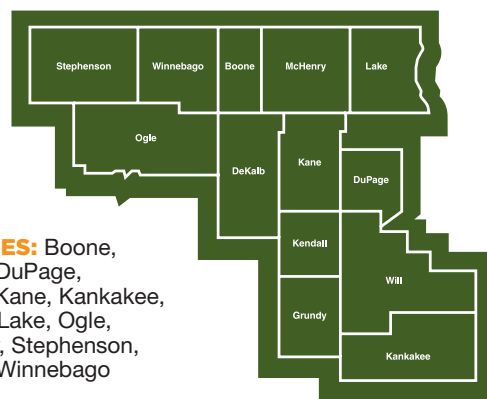 Stephenson
Winnebago
Boone
McHenry
Lake
Ogle
DeKalb
Kane
DuPage
Kendall
Will
Grundy
Kankakee
ES: Boone,
DuPage,
Kane, Kankakee,
Lake, Ogle,
, Stephenson,
Winnebago